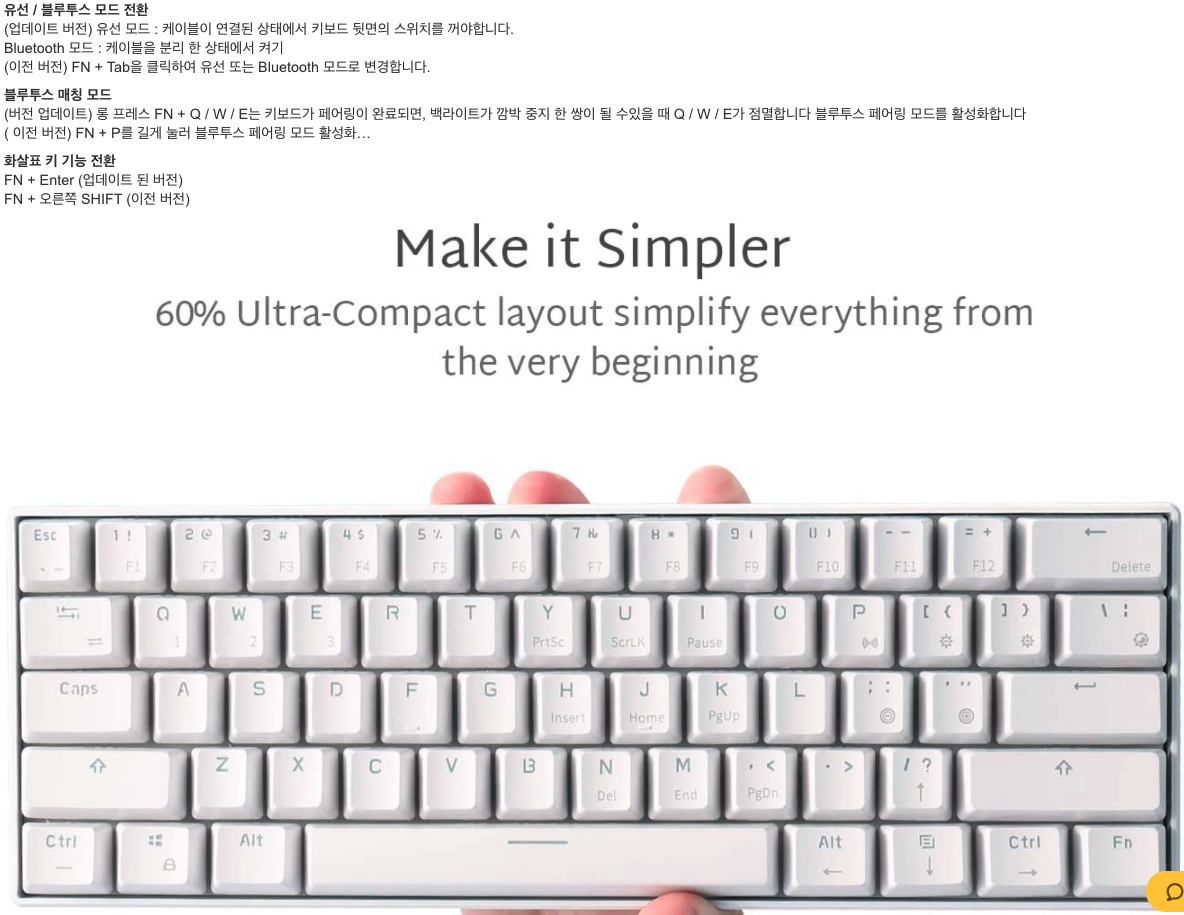 유선 / 블루투스 모드 전환
(업데이트 버전) 유선 모드 : 케이블이 연결된 상태에서 키보드 뒷면의 스위치를 꺼야합니다.
Bluetooth 모드 : 케이블을 분리 한 상태에서 켜기
(이전 버전) FN + Tab을 클릭하여 유선 또는 Bluetooth 모드로 변경합니다.
블루투스 매칭 모드
(버전 업데이트) 롱 프레스 FN + Q / W / E는 키보드가 페어링이 완료되면, 백라이트가 깜박 중지 한 쌍이 될 수있을 때 Q / W / E가 점멸합니다 블루투스 페어링 모드를 활성화합니다
( 이전 버전) FN + P를 길게 눌러 블루투스 페어링 모드 활성화…
화살표 키 기능 전환
FN + Enter (업데이트 된 버전)
FN + 오른쪽 SHIFT (이전 버전)
Make it Simpler
60% Ultra-Compact layout simplify everything from
the very beginning
Esc 1 ! 2 @ 3 # 4 $ 5 % 6 ^ 7 & 8 * 9 ( 0 ) - - = + ←
` ~ F1 F2 F3 F4 F5 F6 F7 F8 F9 F10 F11 F12 Delete
Q W E R T Y U I O P [ { ] } \ ¦
1 2 3 PrtSc ScrLK Pause
Caps A S D F G H J K L ; : ' "
Insert Home PgUp
Z X C V B N M , < . > / ?
Del End PgDn ↑
Ctrl Alt Alt Ctrl Fn
← ↓ →